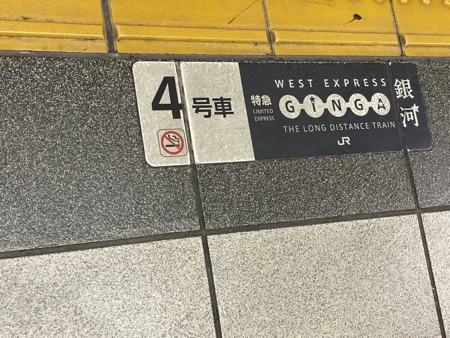 4号車
特急
LIMITED
EXPRESS
WEST EXPRESS
GINGA
銀河
THE LONG DISTANCE TRAIN
JR